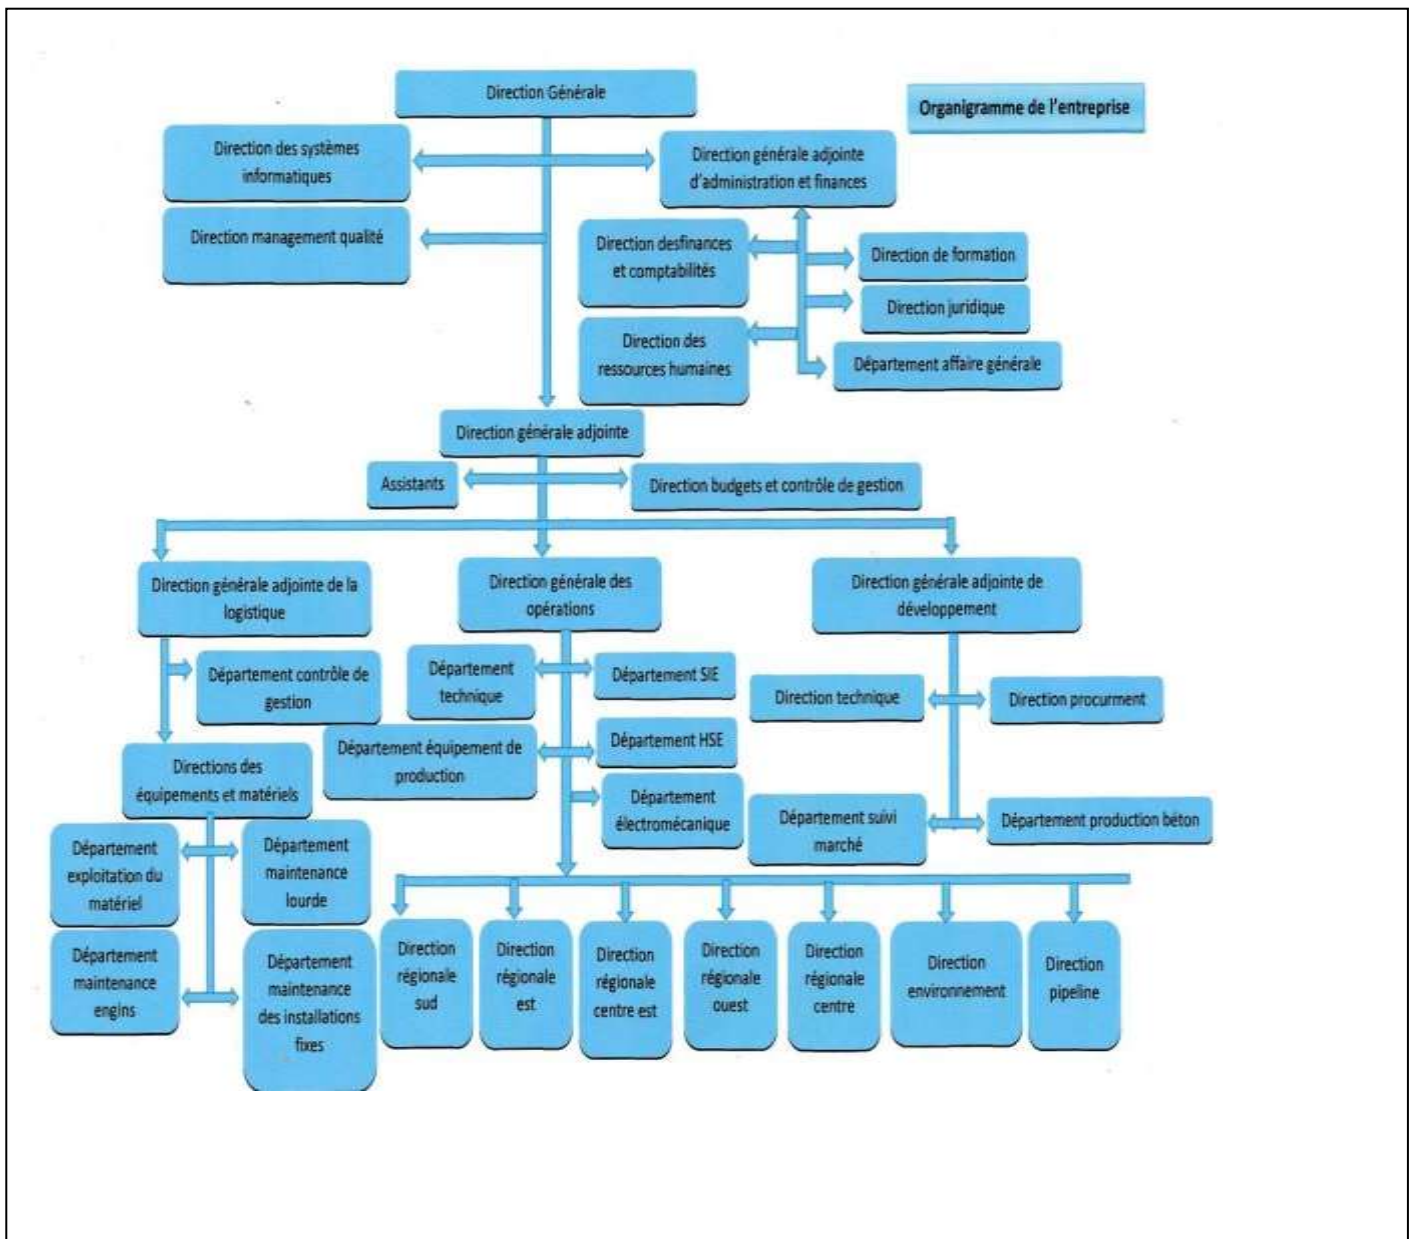 Direction Générale
Organigramme de l'entreprise
Direction des systèmes
informatiques
Direction générale adjointe
d'administration et finances
Direction management qualité
Direction desfinances
et comptabilités
Direction de formation
Direction juridique
Direction des
ressources humaines
Département affaire générale
Direction générale adjointe
Assistants
Direction budgets et contrôle de gestion
Direction générale adjointe de la
logistique
Direction générale des
opérations
Direction générale adjointe de
développement
Département contrôle de
gestion
Département
technique
Département SIE
Direction technique
Direction procurment
Directions des
équipements et matériels
Département équipement de
production
Département HSE
Département
électromécanique
Département suivi
marché
Département production béton
Département
exploitation du
matériel
Département
maintenance
lourde
Département
maintenance
engins
Département
maintenance
des installations
fixes
Direction
régionale
sud
Direction
régionale
est
Direction
régionale
centre est
Direction
régionale
ouest
Direction
régionale
centre
Direction
environnement
Direction
pipeline